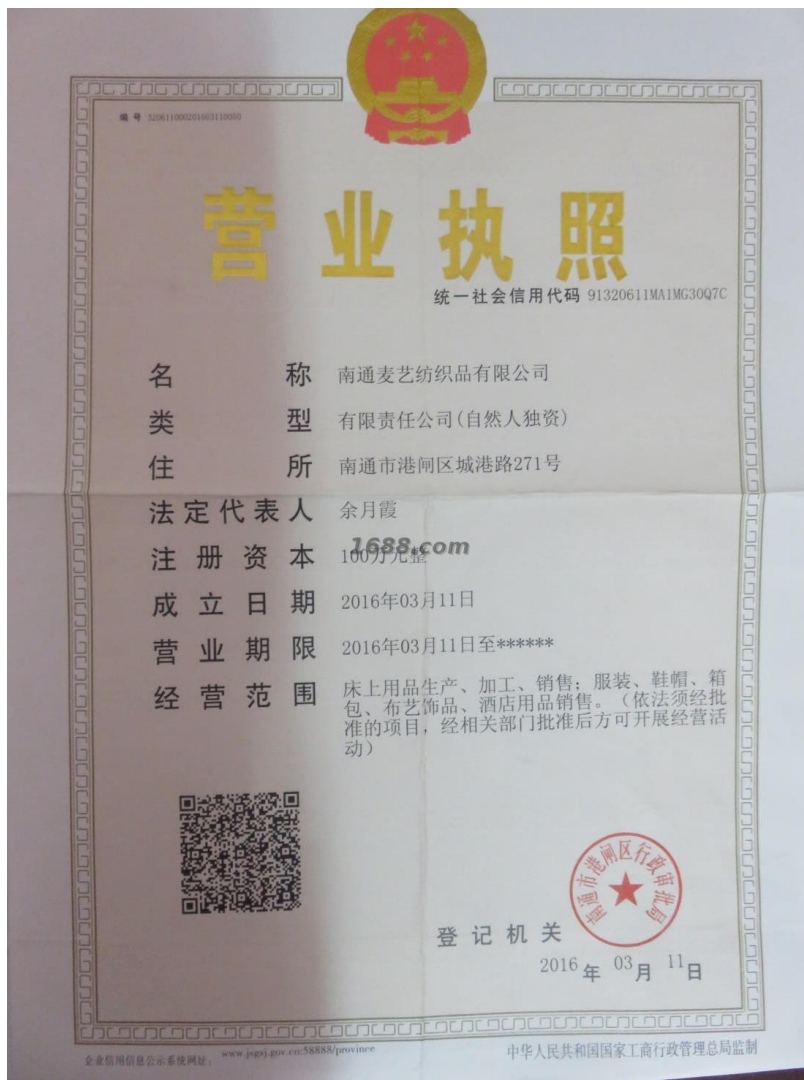 编 号 320611000201603110080
营业执照
统一社会信用代码 91320611MA1MG30Q7C
名称 南通麦艺纺织品有限公司
类型 有限责任公司(自然人独资)
住所 南通市港闸区城港路271号
法定代表人 余月霞
注册资本 100万元整
1688.com
成立日期 2016年03月11日
营业期限 2016年03月11日至******
经营范围 床上用品生产、加工、销售；服装、鞋帽、箱
包、布艺饰品、酒店用品销售。（依法须经批
准的项目，经相关部门批准后方可开展经营活
动）
南通市港闸区行政审批局
登记机关
2016年03月11日
企业信用信息公示系统网址： www.jsgsj.gov.cn:58888/province
中华人民共和国国家工商行政管理总局监制